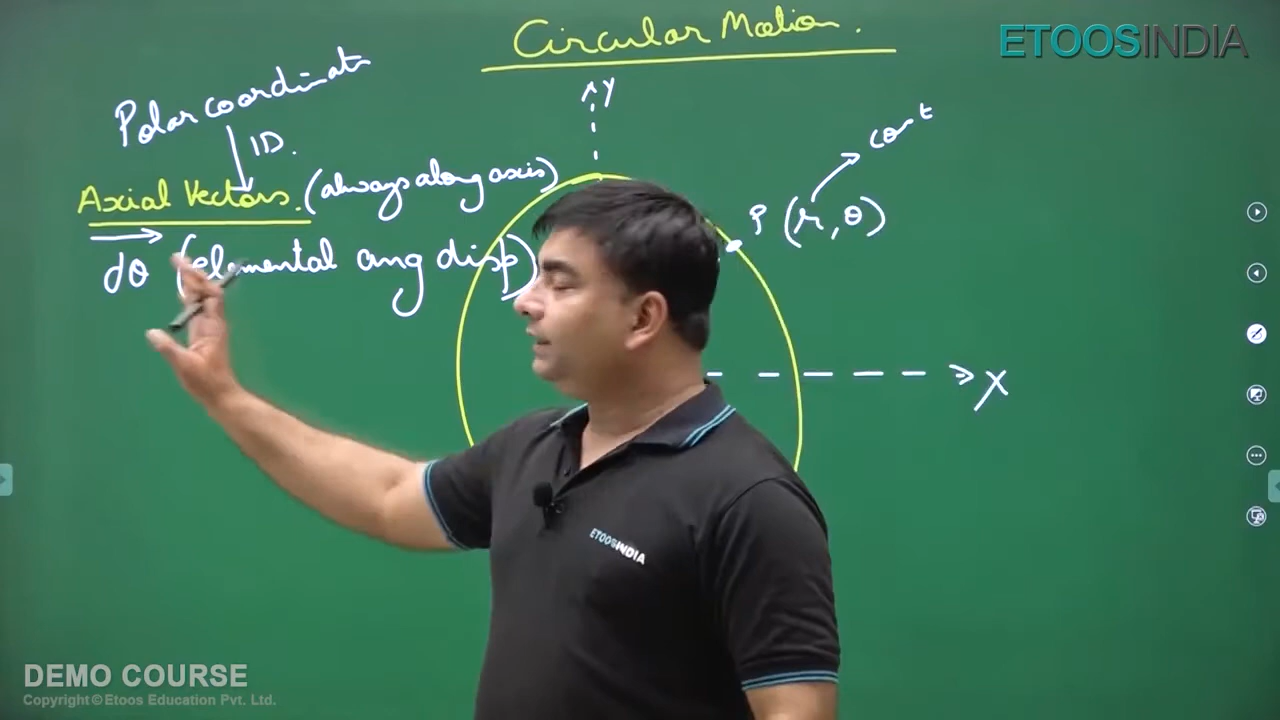 Circular Motion.
ETOOSINDIA
Y
Polar coordinate
1D.
const
Axial Vectors. (always along axis)
P (r, θ)
dθ (elemental ang disp)
X
ETOOSINDIA
DEMO COURSE
Copyright © Etoos Education Pvt. Ltd.